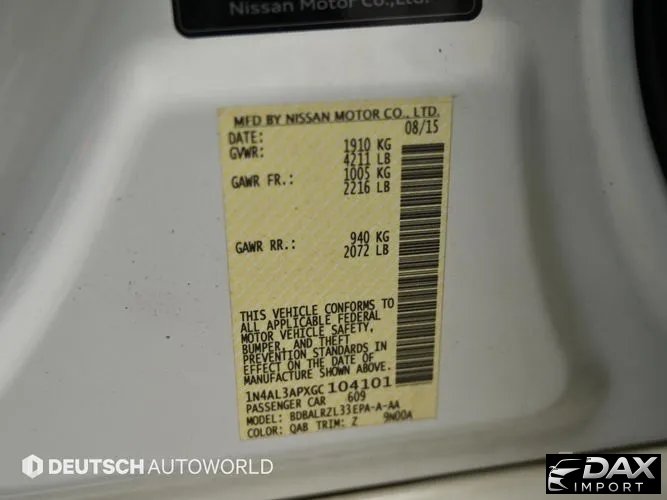 Nissan Motor Co.,Ltd.
MFD BY NISSAN MOTOR CO., LTD.
DATE: 08/15
GVWR: 1910 KG
4211 LB
GAWR FR.: 1005 KG
2216 LB
GAWR RR.: 940 KG
2072 LB
THIS VEHICLE CONFORMS TO
ALL APPLICABLE FEDERAL
MOTOR VEHICLE SAFETY,
BUMPER, AND THEFT
PREVENTION STANDARDS IN
EFFECT ON THE DATE OF
MANUFACTURE SHOWN ABOVE.
1N4AL3APXGC104101
PASSENGER CAR 609
MODEL: BDBALRZL33EPA-A-AA
COLOR: QAB TRIM: Z 9N00A
DEUTSCH AUTOWORLD
DAX
IMPORT